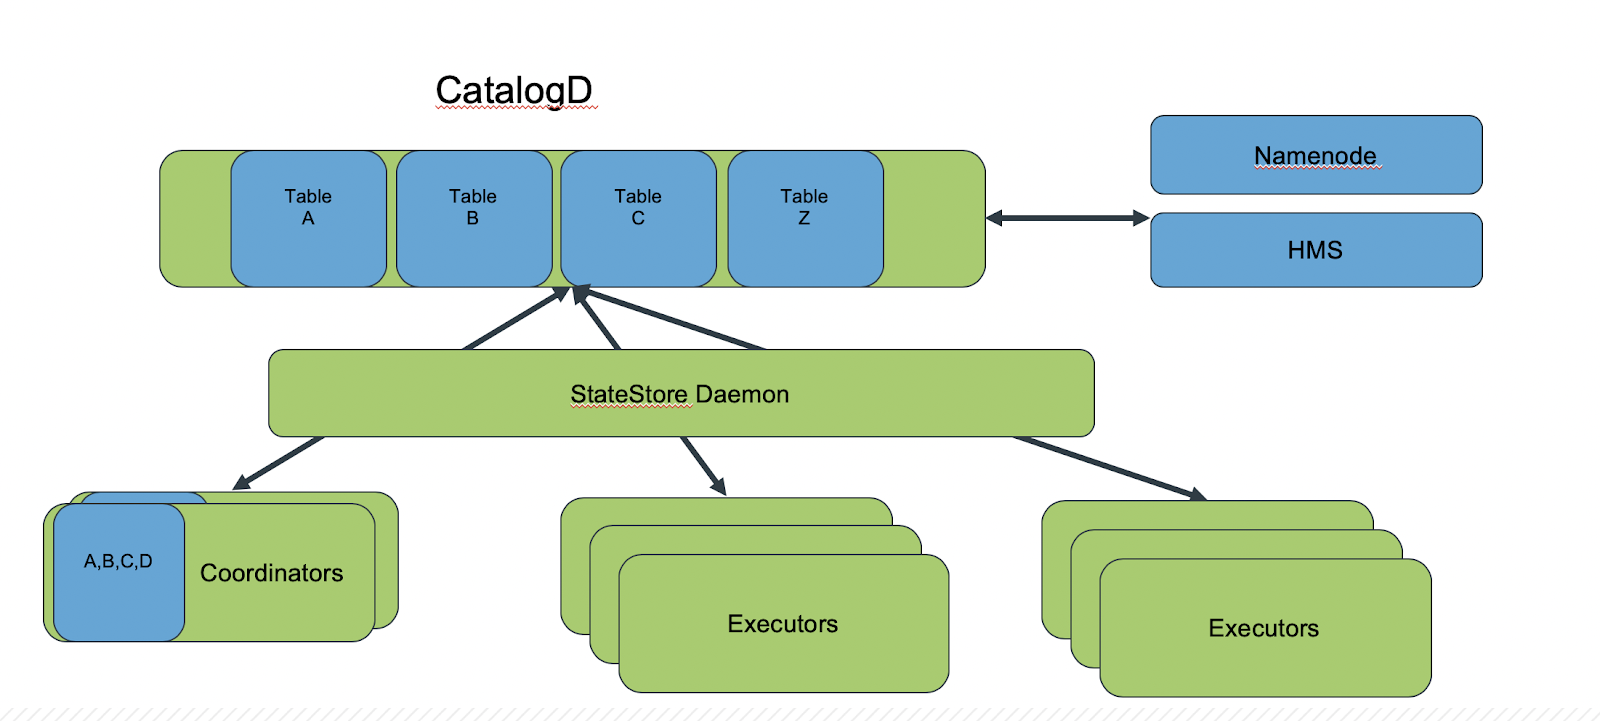 CatalogD
Table
A
Table
B
Table
C
Table
Z
Namenode
HMS
StateStore Daemon
A,B,C,D
Coordinators
Executors
Executors